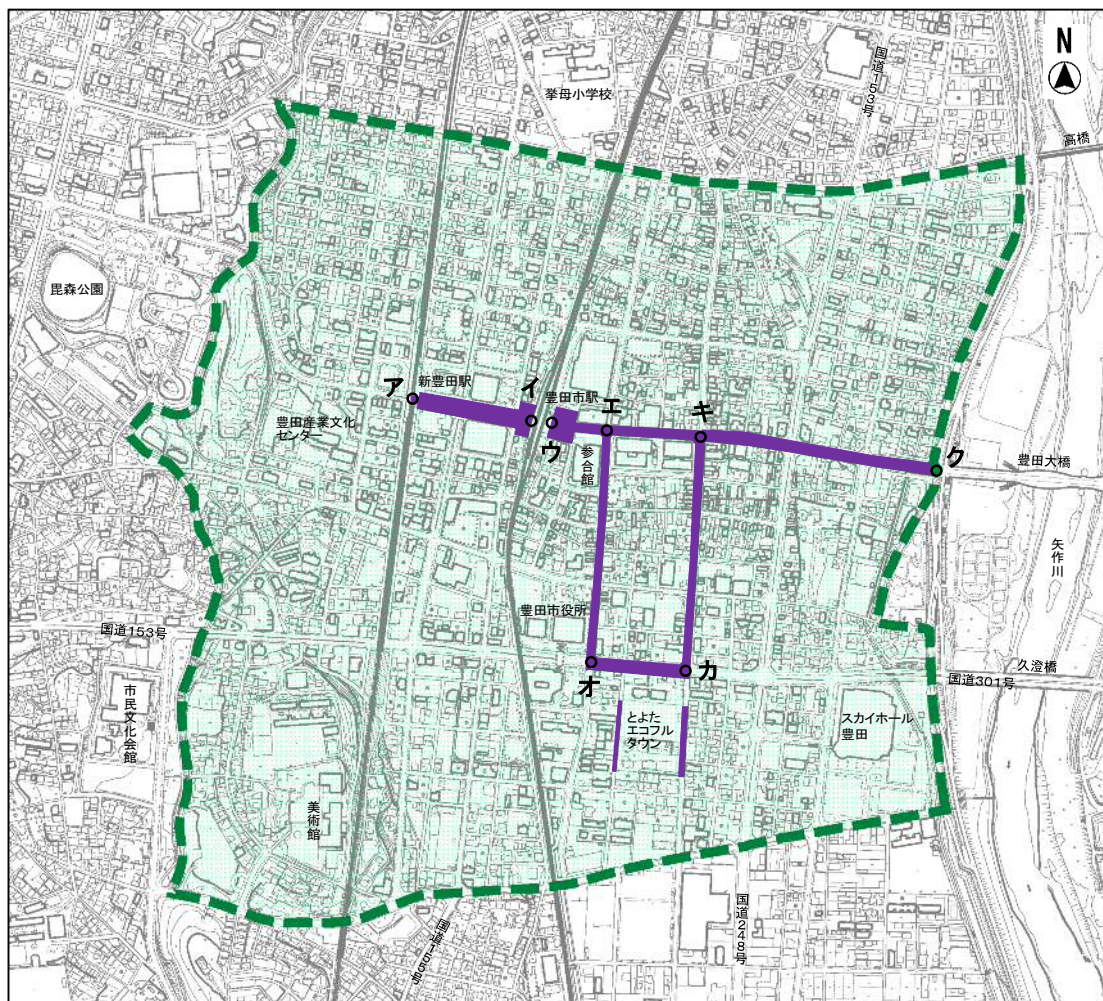 N
国道153号
挙母小学校
高橋
毘森公園
ア
新豊田駅
イ
豊田市駅
エ
キ
ウ
豊田産業文化
センター
参合館
ク
豊田大橋
矢作川
豊田市役所
国道153号
オ
カ
久澄橋
国道301号
市民文化会館
とよた
エコフル
タウン
スカイホール
豊田
美術館
国道248号
国道155号